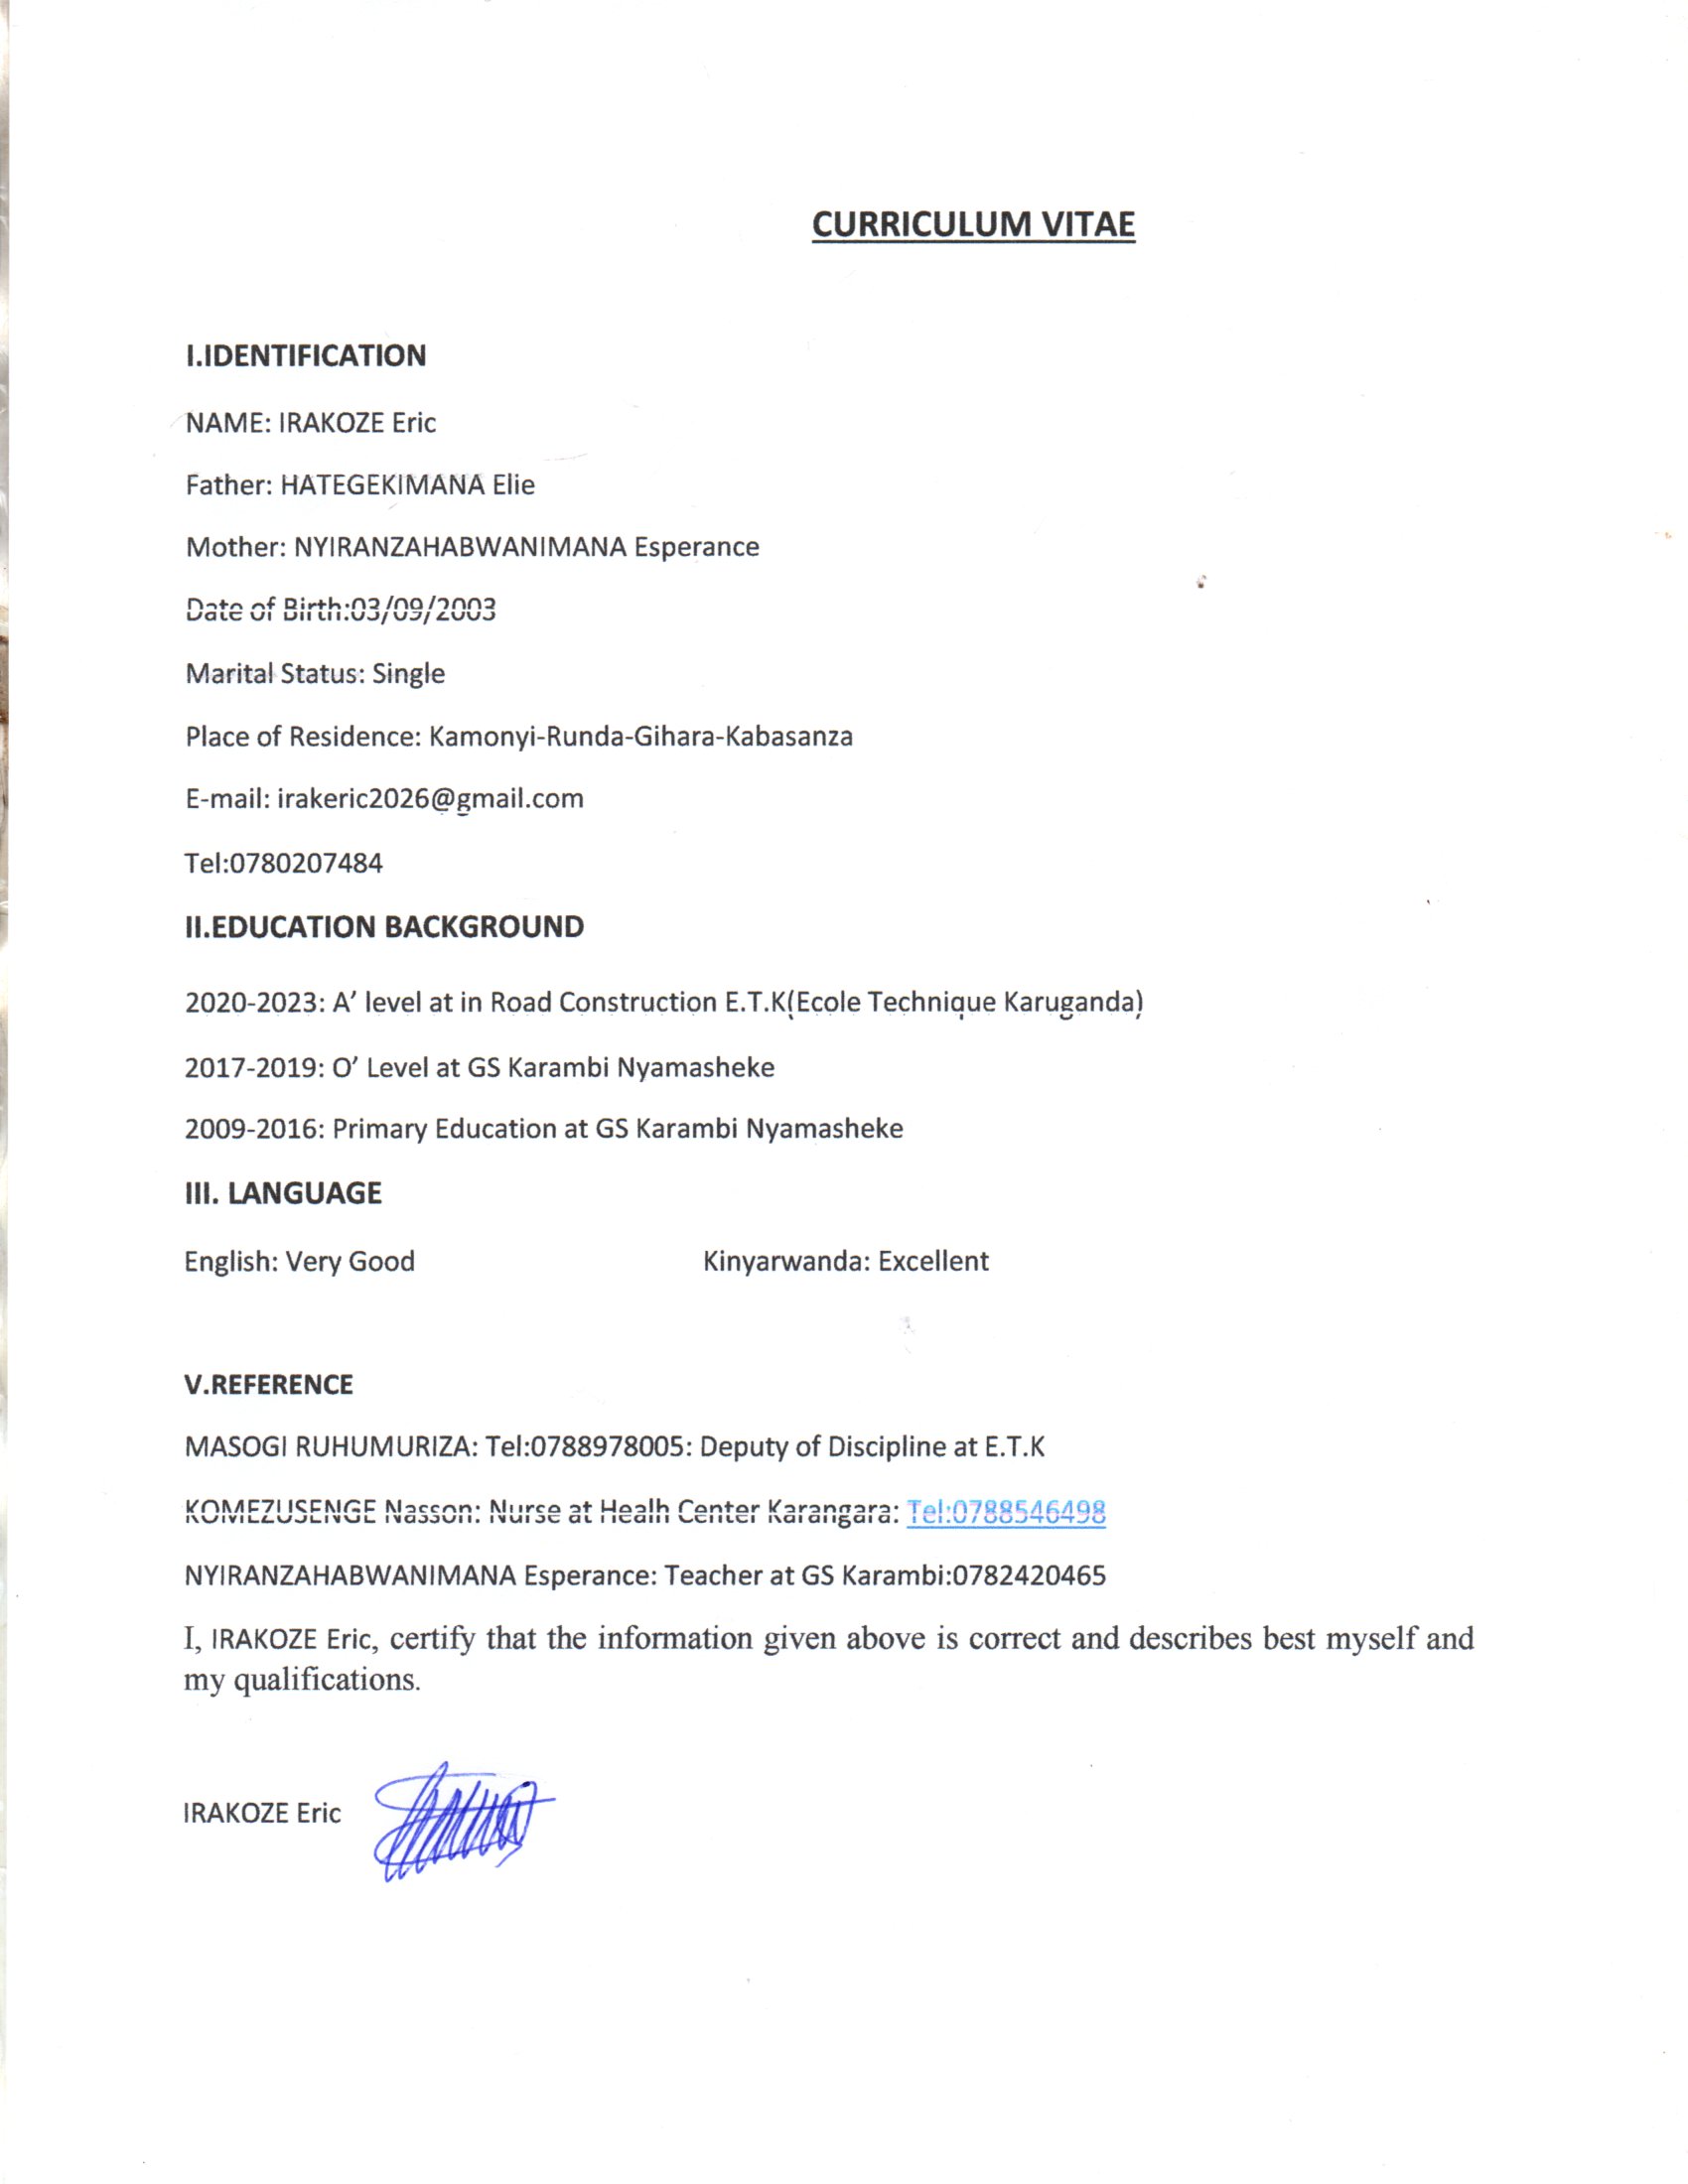 CURRICULUM VITAE
I.IDENTIFICATION
NAME: IRAKOZE Eric
Father: HATEGEKIMANA Elie
Mother: NYIRANZAHABWANIMANA Esperance
Date of Birth:03/09/2003
Marital Status: Single
Place of Residence: Kamonyi-Runda-Gihara-Kabasanza
E-mail: irakeric2026@gmail.com
Tel:0780207484
II.EDUCATION BACKGROUND
2020-2023: A’ level at in Road Construction E.T.K(Ecole Technique Karuganda)
2017-2019: O’ Level at GS Karambi Nyamasheke
2009-2016: Primary Education at GS Karambi Nyamasheke
III. LANGUAGE
English: Very Good Kinyarwanda: Excellent
V.REFERENCE
MASOGI RUHUMURIZA: Tel:0788978005: Deputy of Discipline at E.T.K
KOMEZUSENGE Nasson: Nurse at Healh Center Karangara: Tel:0788546498
NYIRANZAHABWANIMANA Esperance: Teacher at GS Karambi:0782420465
I, IRAKOZE Eric, certify that the information given above is correct and describes best myself and
my qualifications.
IRAKOZE Eric